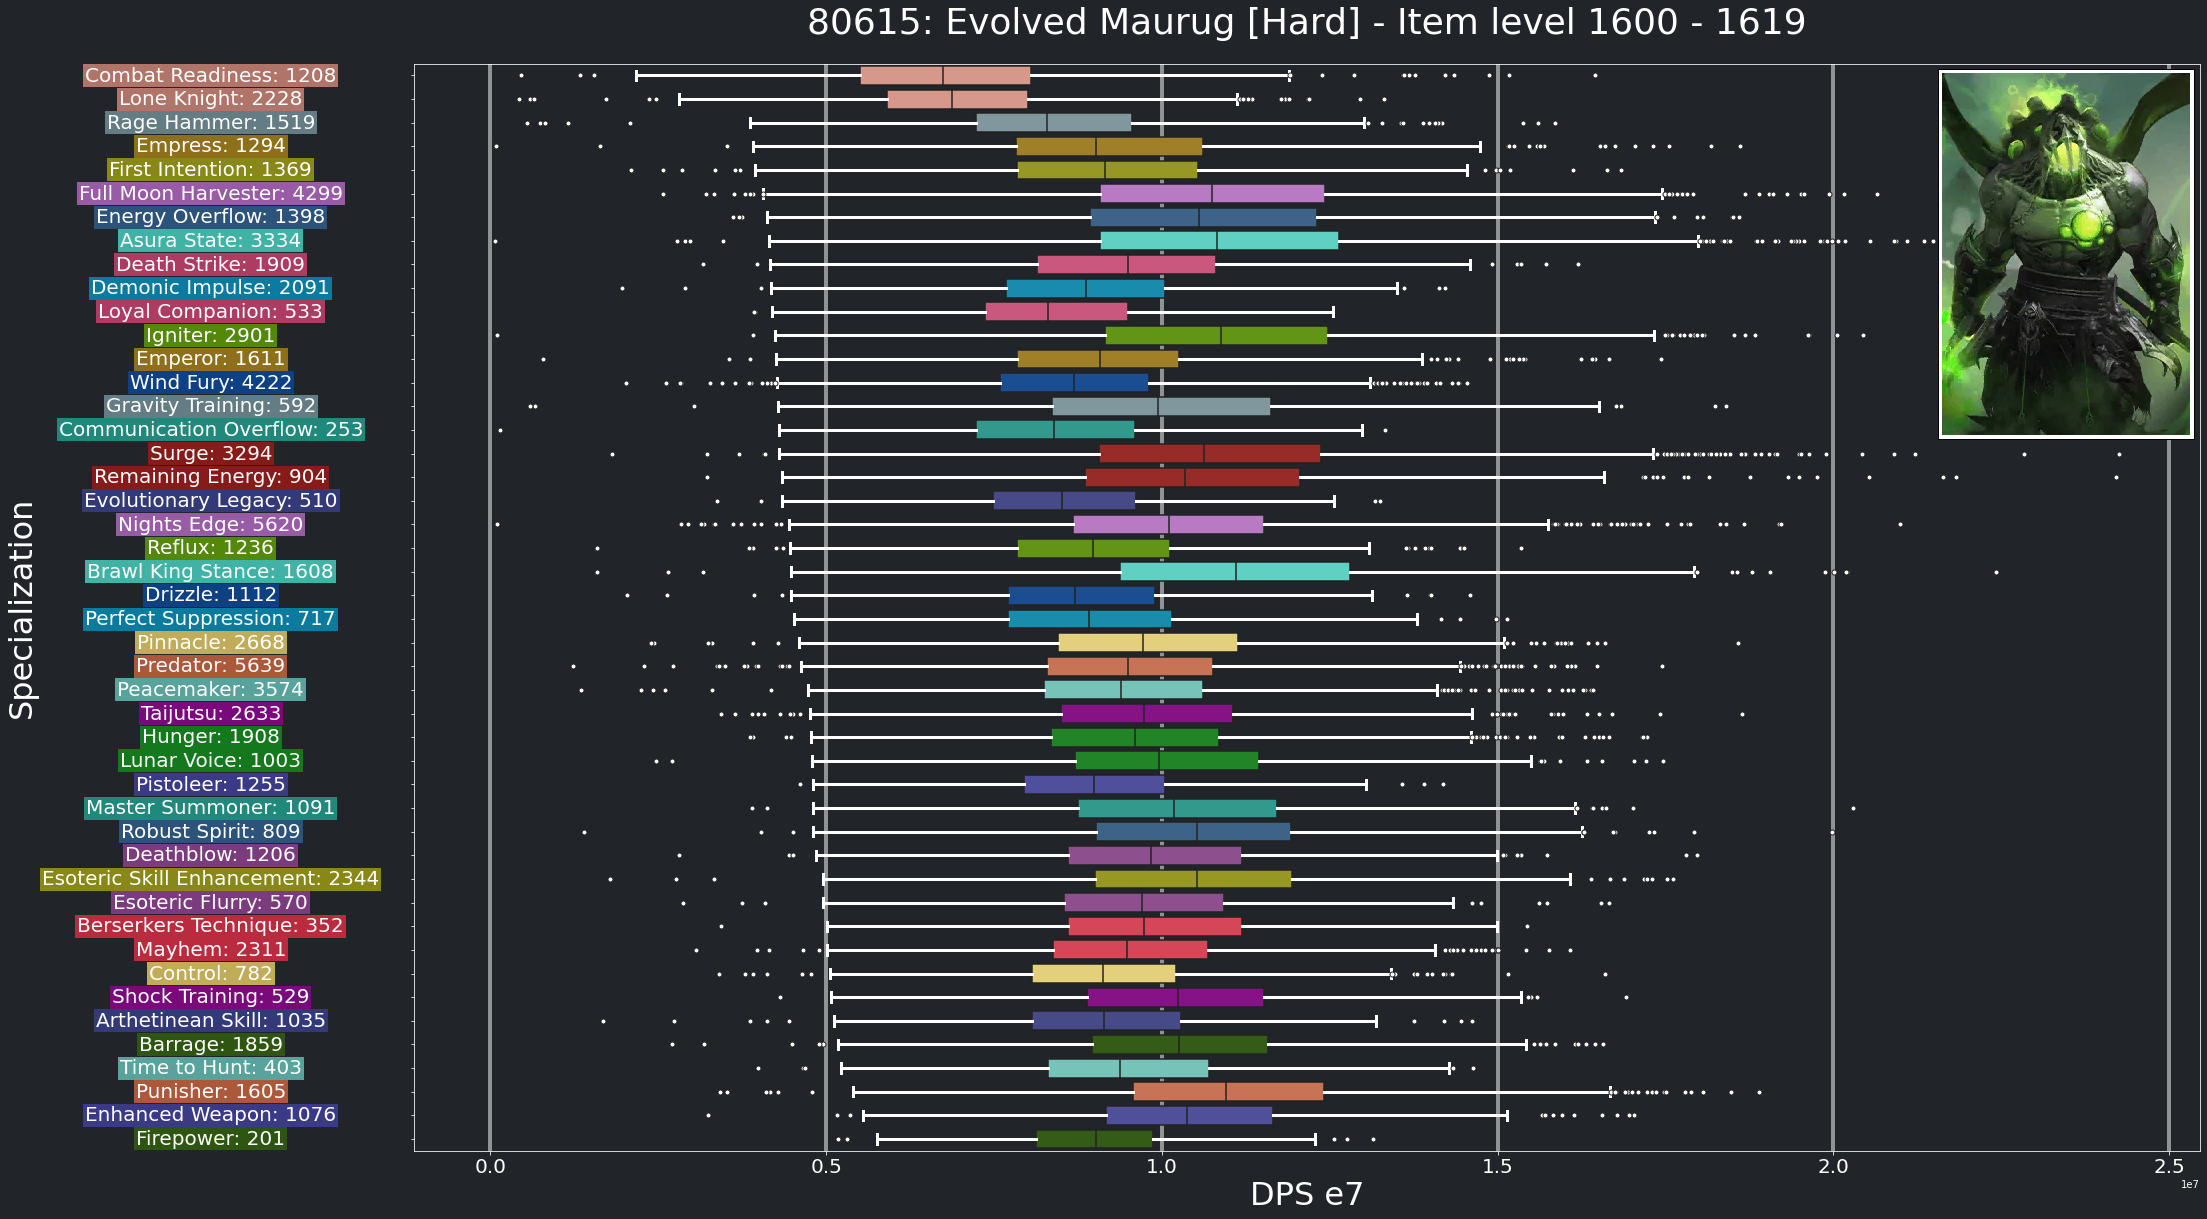 80615: Evolved Maurug [Hard] - Item level 1600 - 1619
Combat Readiness: 1208
Lone Knight: 2228
Rage Hammer: 1519
Empress: 1294
First Intention: 1369
Full Moon Harvester: 4299
Energy Overflow: 1398
Asura State: 3334
Death Strike: 1909
Demonic Impulse: 2091
Loyal Companion: 533
Igniter: 2901
Emperor: 1611
Wind Fury: 4222
Gravity Training: 592
Communication Overflow: 253
Surge: 3294
Remaining Energy: 904
Evolutionary Legacy: 510
Nights Edge: 5620
Reflux: 1236
Brawl King Stance: 1608
Drizzle: 1112
Perfect Suppression: 717
Pinnacle: 2668
Predator: 5639
Peacemaker: 3574
Taijutsu: 2633
Hunger: 1908
Lunar Voice: 1003
Pistoleer: 1255
Master Summoner: 1091
Robust Spirit: 809
Deathblow: 1206
Esoteric Skill Enhancement: 2344
Esoteric Flurry: 570
Berserkers Technique: 352
Mayhem: 2311
Control: 782
Shock Training: 529
Arthetinean Skill: 1035
Barrage: 1859
Time to Hunt: 403
Punisher: 1605
Enhanced Weapon: 1076
Firepower: 201
Specialization
0.0 0.5 1.0 1.5 2.0 2.5
1e7
DPS e7